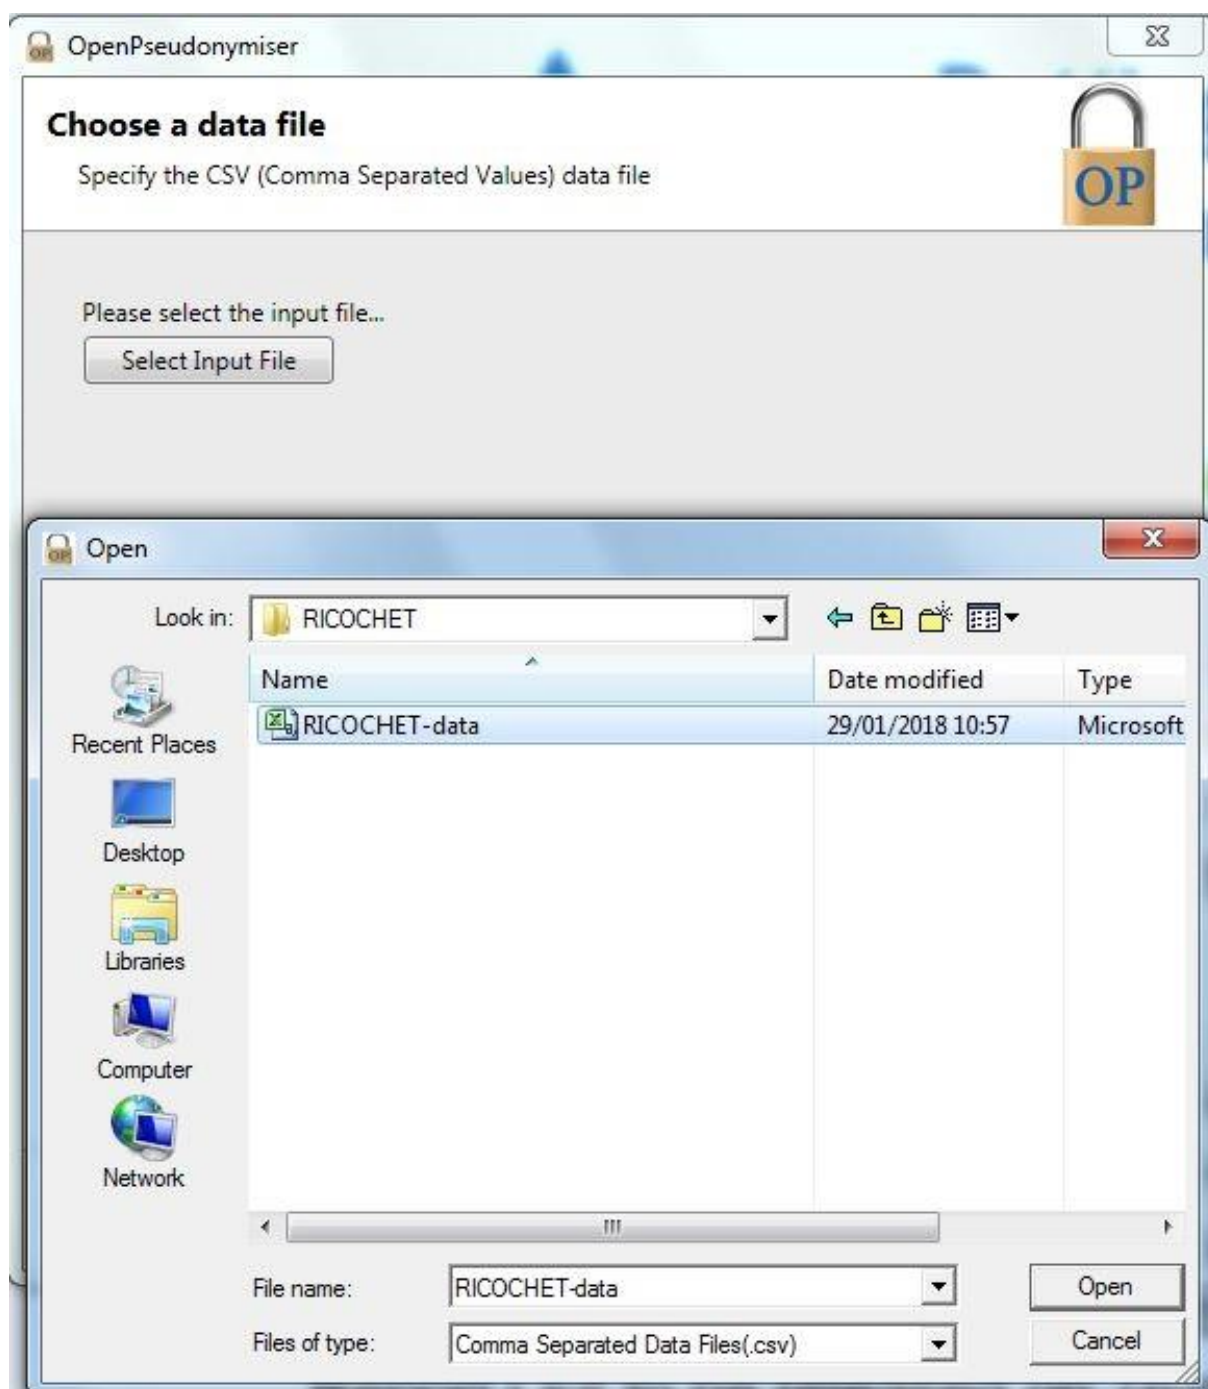 OpenPseudonymiser
Choose a data file
Specify the CSV (Comma Separated Values) data file
OP
Please select the input file...
Select Input File
Open
Look in: RICOCHET
Name Date modified Type
RICOCHET-data 29/01/2018 10:57 Microsoft
Recent Places
Desktop
Libraries
Computer
Network
File name: RICOCHET-data Open
Files of type: Comma Separated Data Files(.csv) Cancel